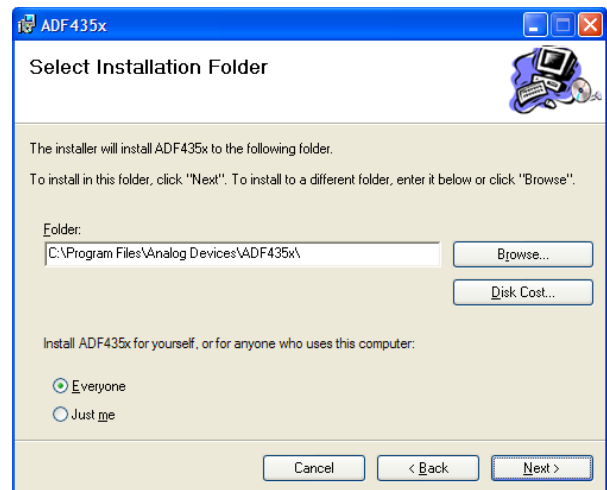 ADF435x
Select Installation Folder
The installer will install ADF435x to the following folder.
To install in this folder, click "Next". To install to a different folder, enter it below or click "Browse".
Folder:
C:\Program Files\Analog Devices\ADF435x\
Browse...
Disk Cost...
Install ADF435x for yourself, or for anyone who uses this computer:
Everyone
Just me
Cancel
< Back
Next >